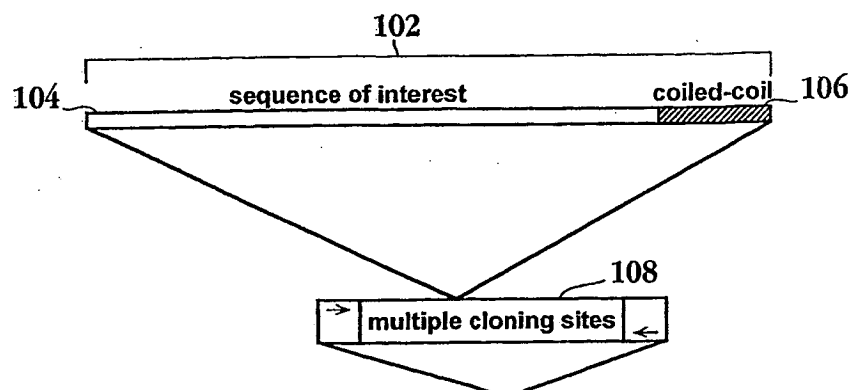 102
104 sequence of interest coiled-coil 106
108
multiple cloning sites